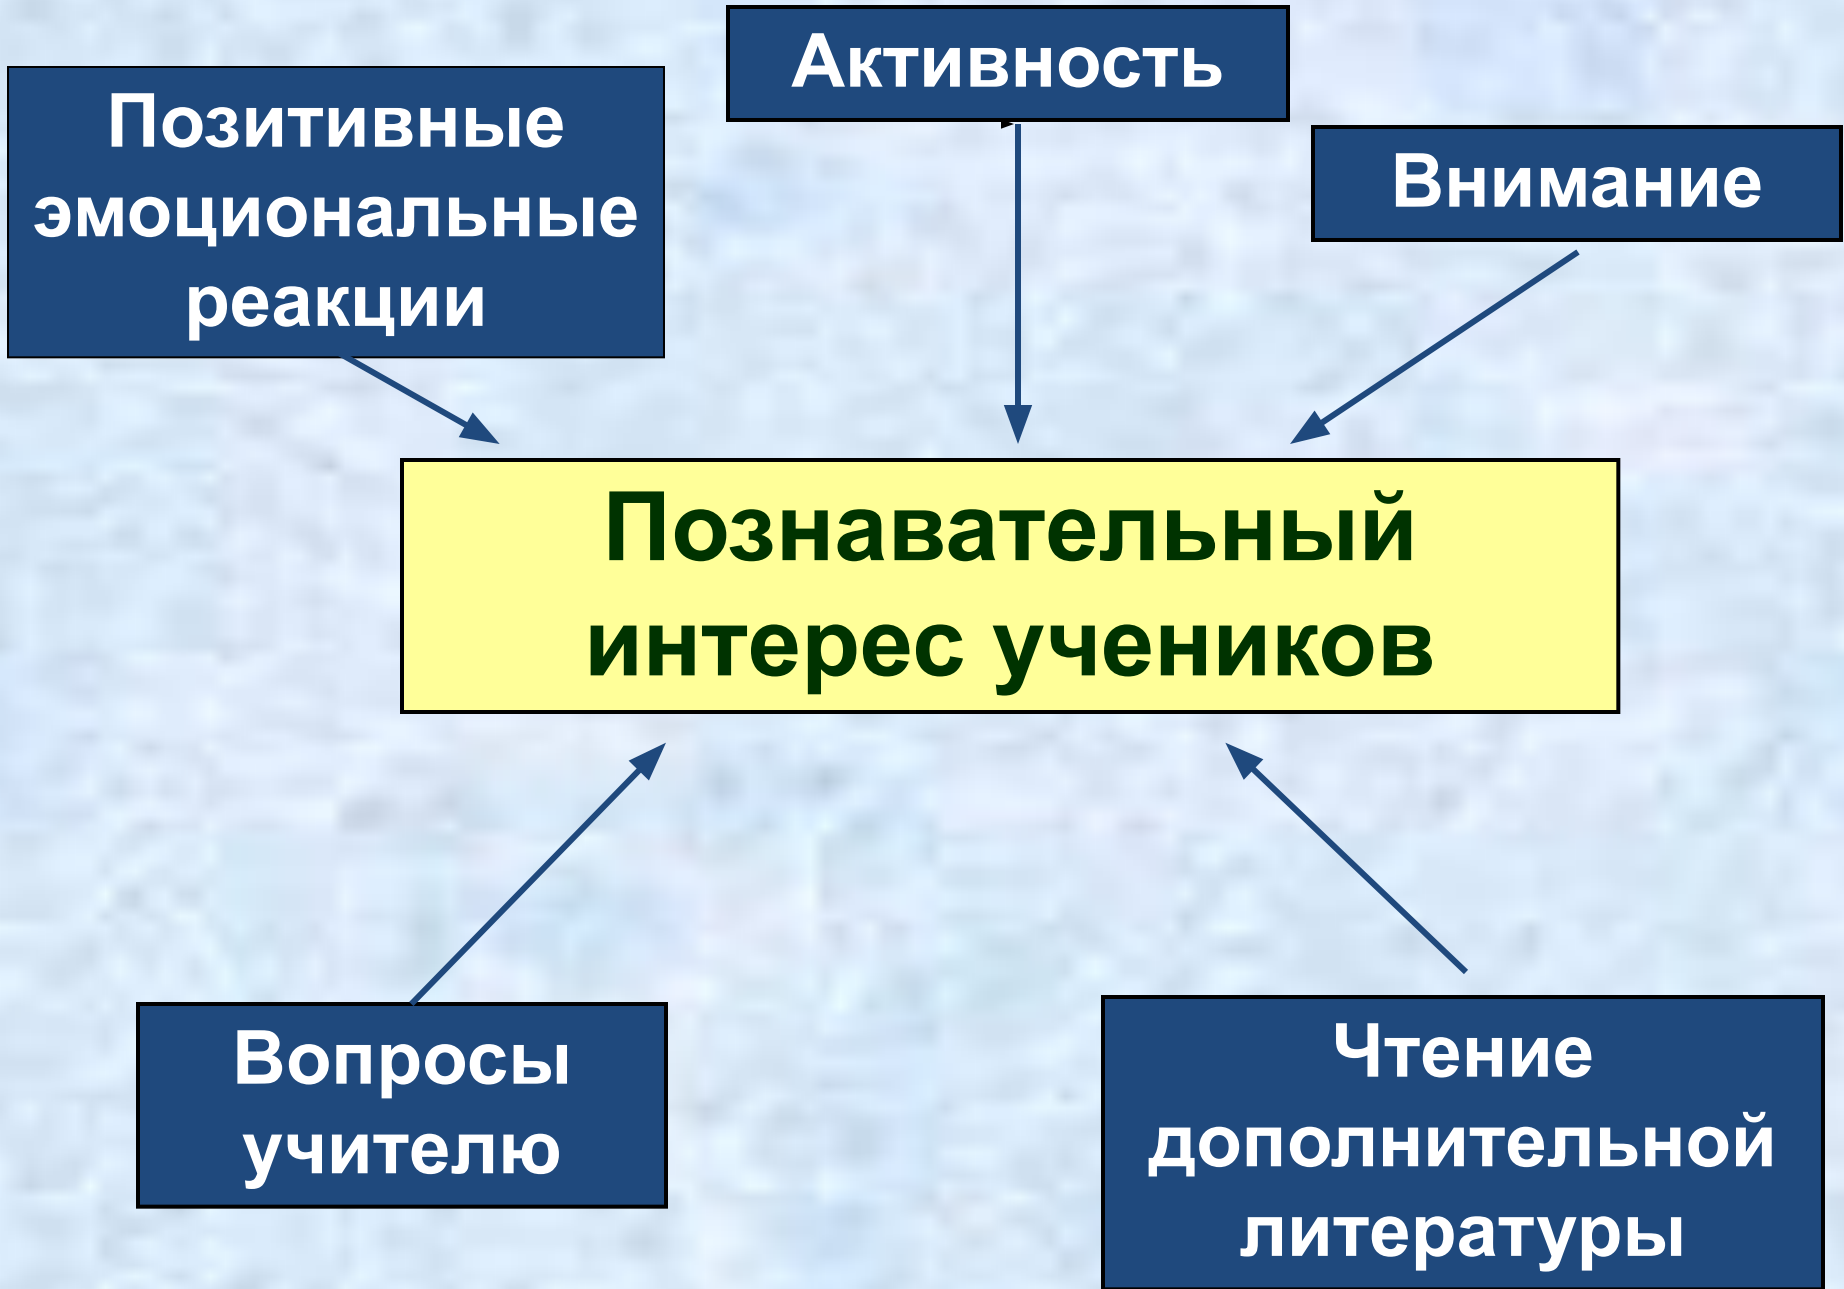 Активность
Позитивные
эмоциональные
реакции
Внимание
Познавательный
интерес учеников
Вопросы
учителю
Чтение
дополнительной
литературы